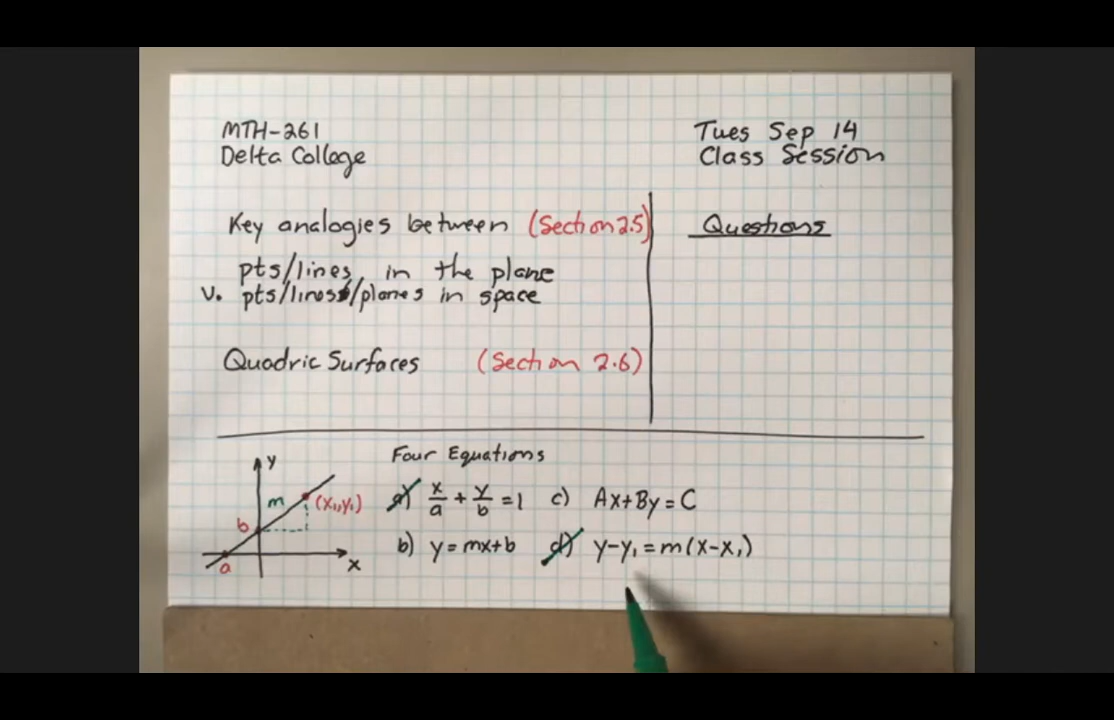 MTH-261
Delta College
Tues Sep 14
Class Session
Key analogies between (Section 2.5)
pts/lines in the plane
v. pts/lines/planes in space
Quadric Surfaces (Section 2.6)
Questions
Four Equations
a) x/a + y/b = 1
c) Ax+By=C
b) y=mx+b
d) y-y₁=m(x-x₁)
y
m
(x₁,y₁)
b
a
x